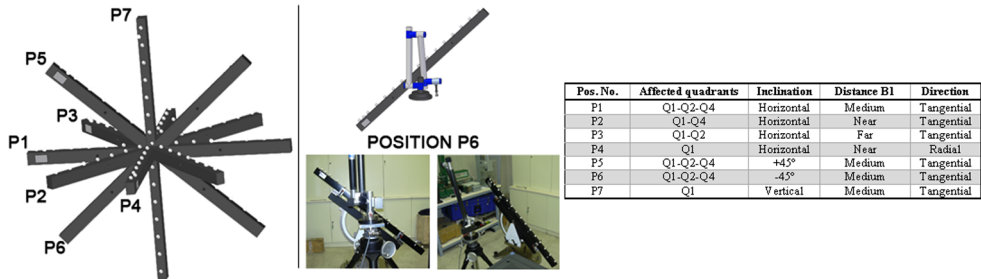 P7
P5
P3
P1
P2
P4
P6
POSITION P6
Pos. No. Affected quadrants Inclination Distance B1 Direction
P1 Q1-Q2-Q4 Horizontal Medium Tangential
P2 Q1-Q4 Horizontal Near Tangential
P3 Q1-Q2 Horizontal Far Tangential
P4 Q1 Horizontal Near Radial
P5 Q1-Q2-Q4 +45º Medium Tangential
P6 Q1-Q2-Q4 -45º Medium Tangential
P7 Q1 Vertical Medium Tangential